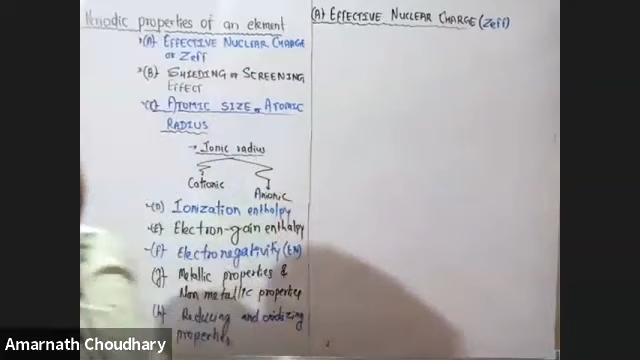 Periodic properties of an element
(A) EFFECTIVE NUCLEAR CHARGE
or Zeff
(B) SHIEDING or SCREENING
EFFECT
(C) ATOMIC SIZE or ATOMIC
RADIUS
→ Ionic radius
Cationic
Anionic
(D) Ionization enthalpy
(E) Electron-gain enthalpy
(F) Electronegativity (EN)
(g) Metallic properties &
Non metallic properties
(h) Reducing and oxidizing
properties
(A) EFFECTIVE NUCLEAR CHARGE (Zeff)
Amarnath Choudhary